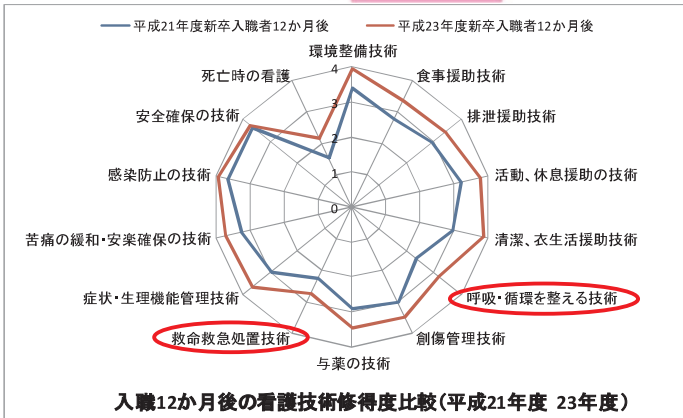 平成21年度新卒入職者12か月後
平成23年度新卒入職者12か月後
環境整備技術
食事援助技術
排泄援助技術
活動、休息援助の技術
清潔、衣生活援助技術
呼吸・循環を整える技術
創傷管理技術
与薬の技術
救命救急処置技術
症状・生理機能管理技術
苦痛の緩和・安楽確保の技術
感染防止の技術
安全確保の技術
死亡時の看護
4
3
2
1
0
入職12か月後の看護技術修得度比較(平成21年度 23年度)